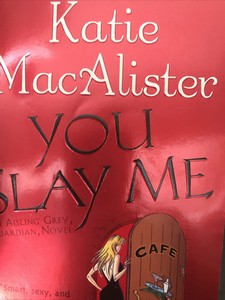 Katie
MacAlister
YOU
SLAY ME
AISLING GREY,
GUARDIAN, NOVEL
CAFE
"Smart, sexy, and